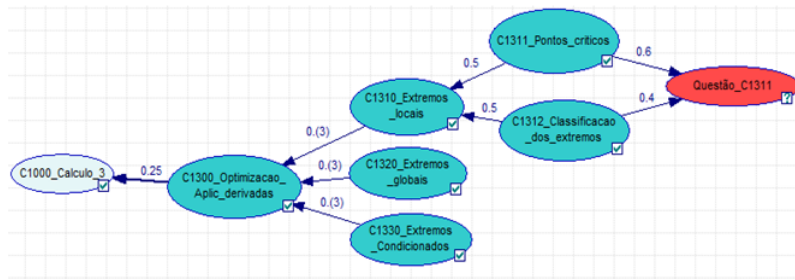 C1311_Pontos_criticos
0.5
0.6
Questão_C1311
?
C1310_Extremos
_locais
0.5
0.4
C1312_Classificacao
_dos_extremos
0.(3)
C1320_Extremos
_globais
0.(3)
C1000_Calculo_3
0.25
C1300_Optimizacao_
Aplic_derivadas
0.(3)
C1330_Extremos
_Condicionados